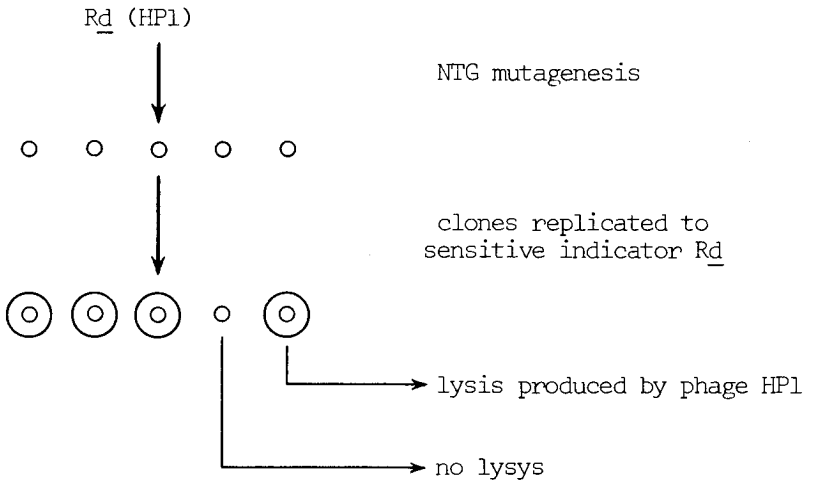 Rd (HP1)
NTG mutagenesis
clones replicated to
sensitive indicator Rd
lysis produced by phage HP1
no lysys